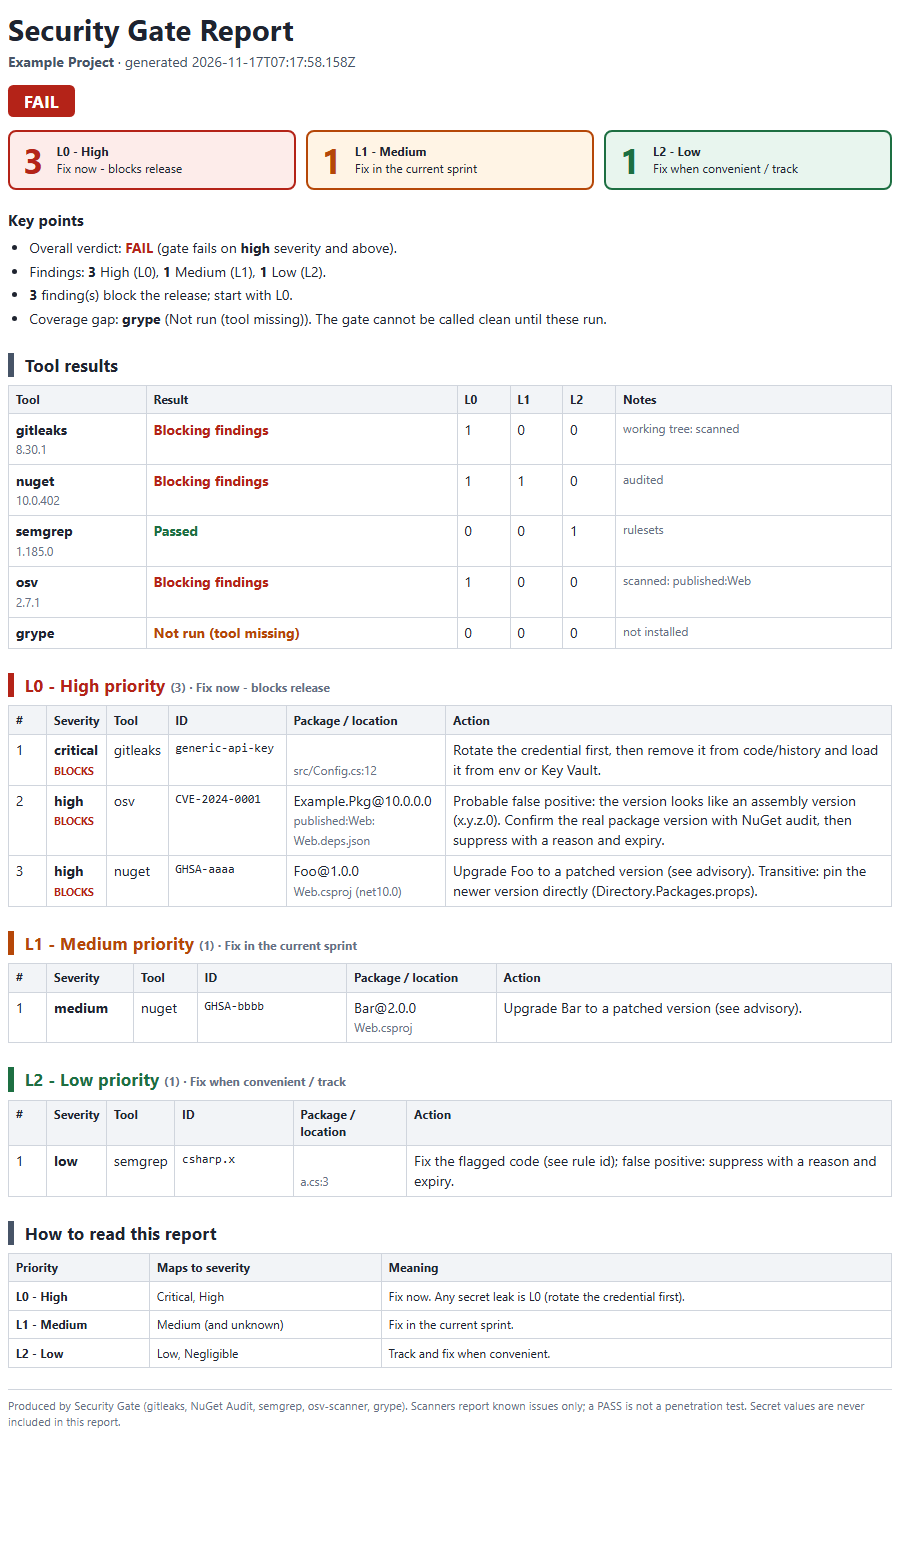 Security Gate Report
Example Project · generated 2026-11-17T07:17:58.158Z
FAIL
3 L0 - High
Fix now - blocks release
1 L1 - Medium
Fix in the current sprint
1 L2 - Low
Fix when convenient / track
Key points
• Overall verdict: FAIL (gate fails on high severity and above).
• Findings: 3 High (L0), 1 Medium (L1), 1 Low (L2).
• 3 finding(s) block the release; start with L0.
• Coverage gap: grype (Not run (tool missing)). The gate cannot be called clean until these run.
Tool results
Tool Result L0 L1 L2 Notes
gitleaks Blocking findings 1 0 0 working tree: scanned
8.30.1
nuget Blocking findings 1 1 0 audited
10.0.402
semgrep Passed 0 0 1 rulesets
1.185.0
osv Blocking findings 1 0 0 scanned: published:Web
2.7.1
grype Not run (tool missing) 0 0 0 not installed
L0 - High priority (3) · Fix now - blocks release
# Severity Tool ID Package / location Action
1 critical gitleaks generic-api-key Rotate the credential first, then remove it from code/history and load
BLOCKS src/Config.cs:12 it from env or Key Vault.
2 high osv CVE-2024-0001 Example.Pkg@10.0.0.0 Probable false positive: the version looks like an assembly version
BLOCKS published:Web: (x.y.z.0). Confirm the real package version with NuGet audit, then
Web.deps.json suppress with a reason and expiry.
3 high nuget GHSA-aaaa Foo@1.0.0 Upgrade Foo to a patched version (see advisory). Transitive: pin the
BLOCKS Web.csproj (net10.0) newer version directly (Directory.Packages.props).
L1 - Medium priority (1) · Fix in the current sprint
# Severity Tool ID Package / location Action
1 medium nuget GHSA-bbbb Bar@2.0.0 Upgrade Bar to a patched version (see advisory).
Web.csproj
L2 - Low priority (1) · Fix when convenient / track
# Severity Tool ID Package / Action
location
1 low semgrep csharp.x Fix the flagged code (see rule id); false positive: suppress with a reason and
a.cs:3 expiry.
How to read this report
Priority Maps to severity Meaning
L0 - High Critical, High Fix now. Any secret leak is L0 (rotate the credential first).
L1 - Medium Medium (and unknown) Fix in the current sprint.
L2 - Low Low, Negligible Track and fix when convenient.
Produced by Security Gate (gitleaks, NuGet Audit, semgrep, osv-scanner, grype). Scanners report known issues only; a PASS is not a penetration test. Secret values are never
included in this report.